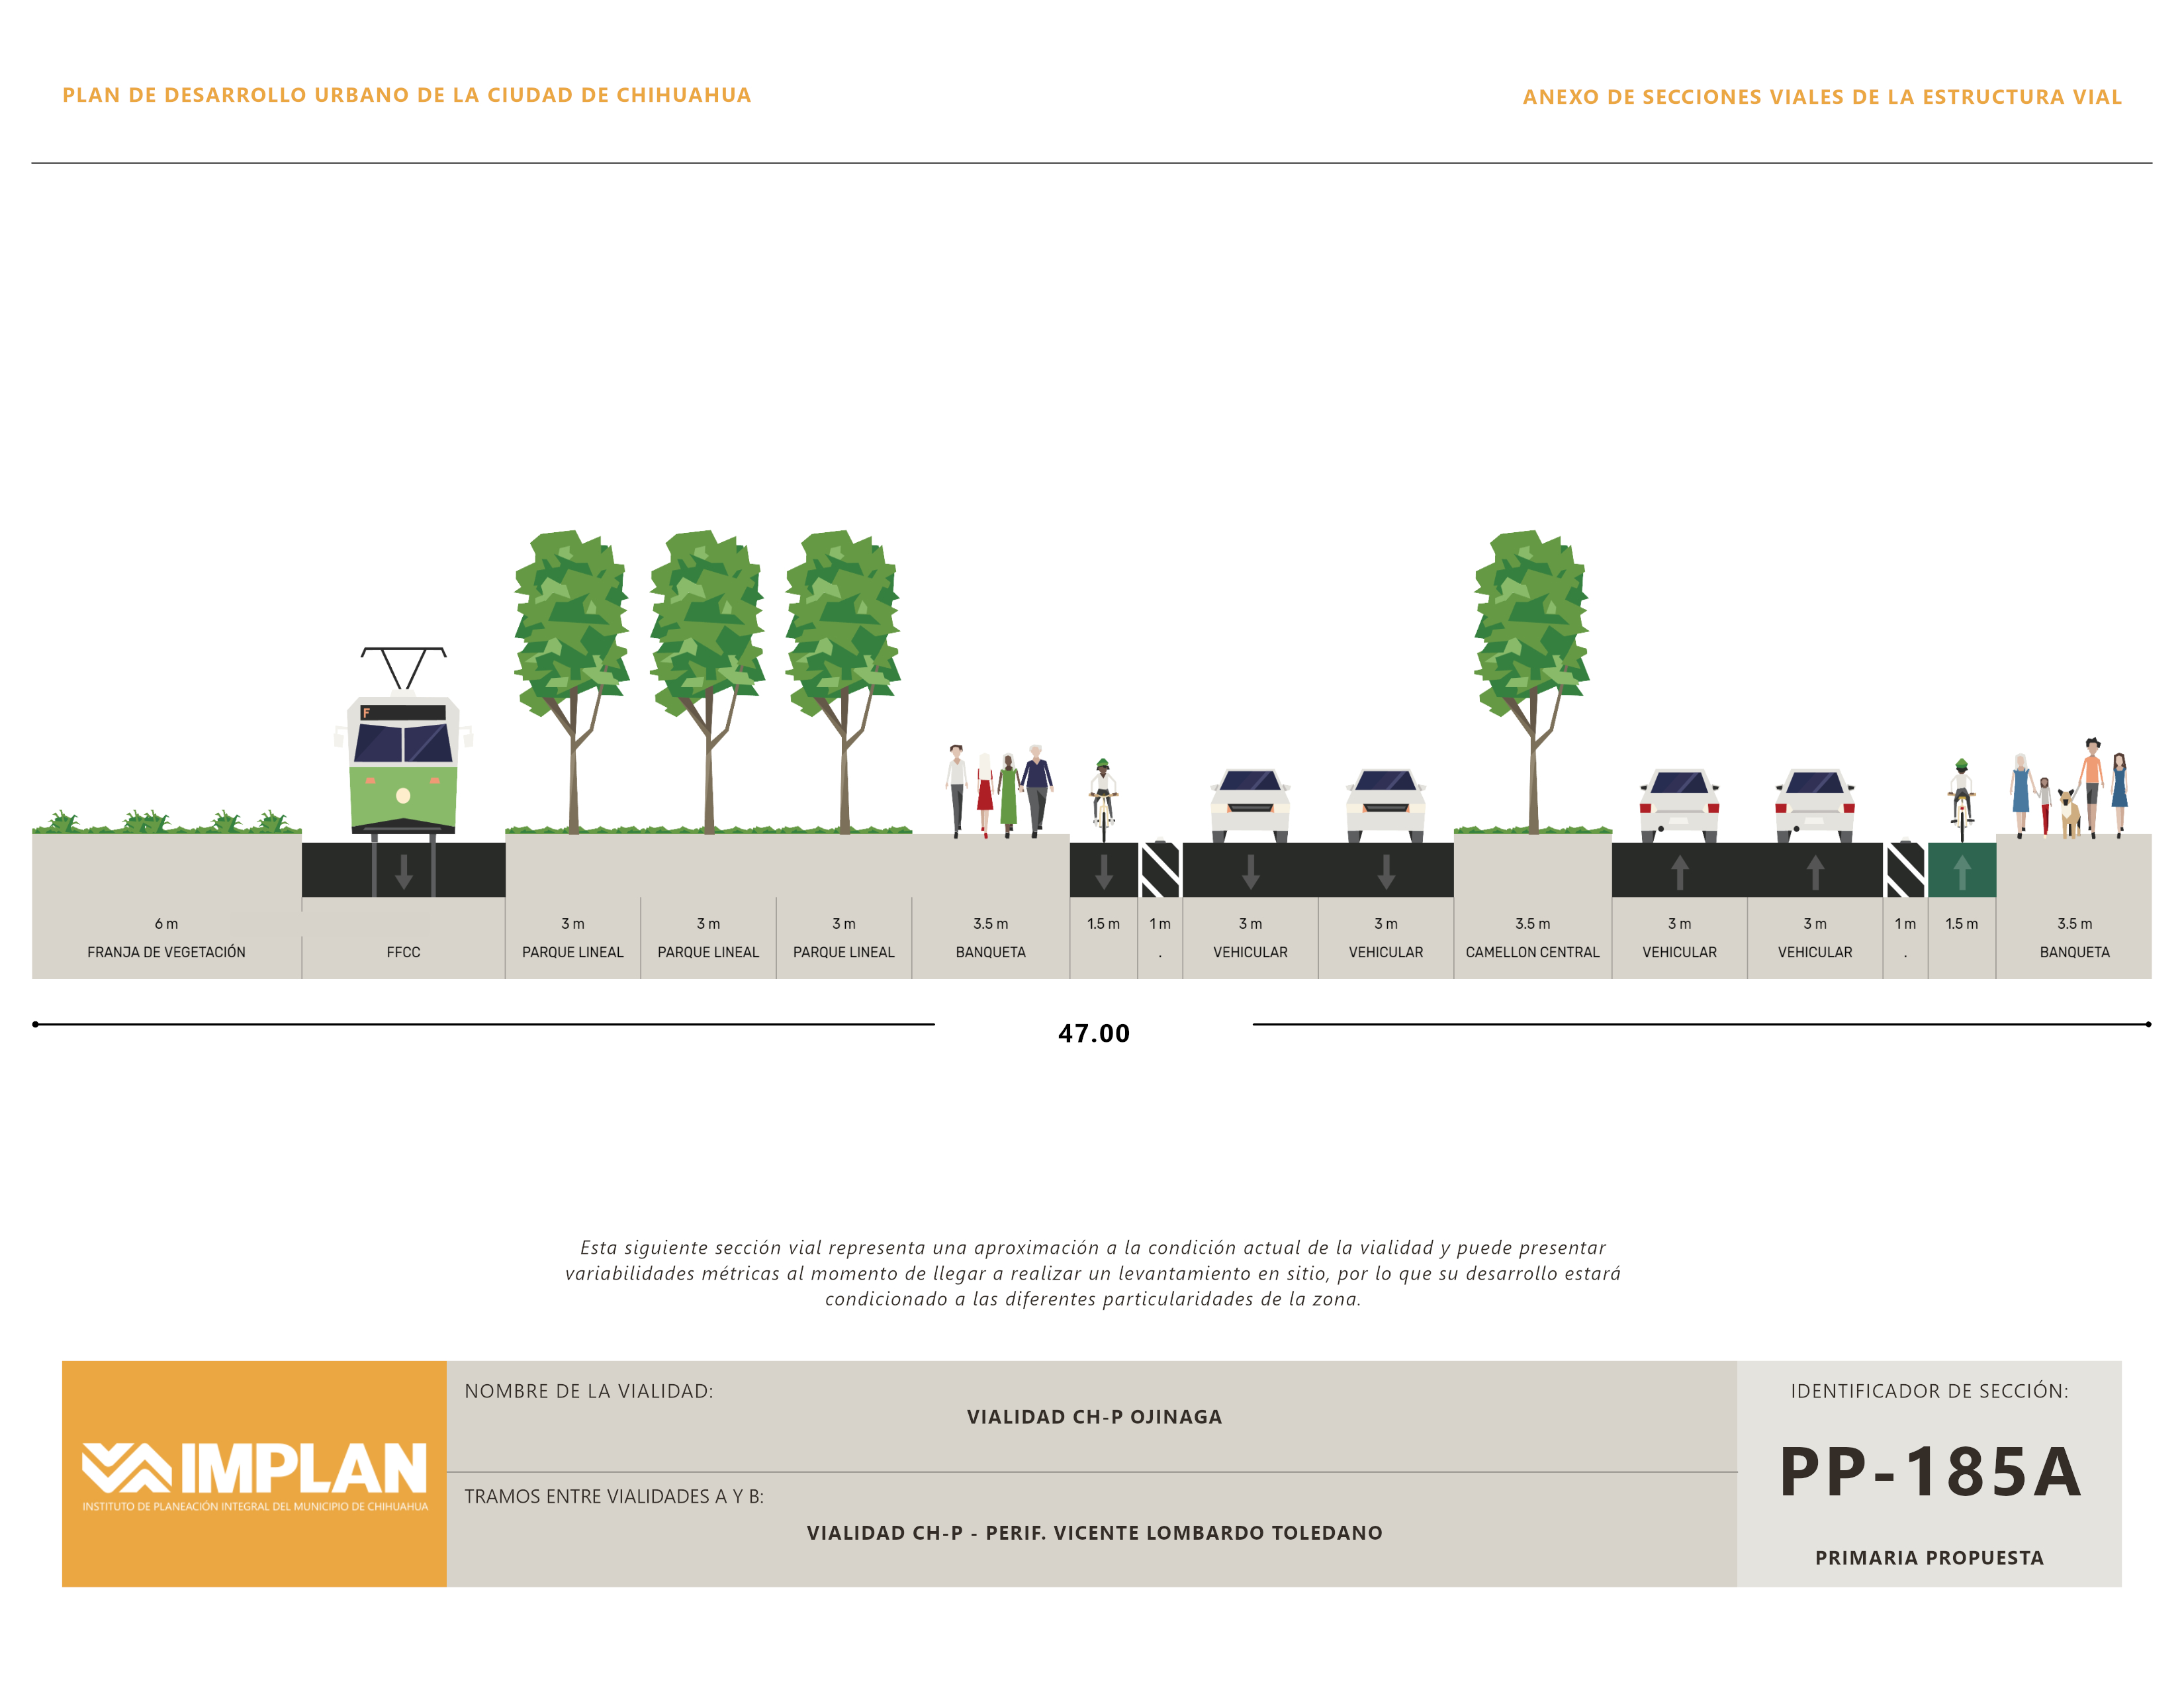 PLAN DE DESARROLLO URBANO DE LA CIUDAD DE CHIHUAHUA
ANEXO DE SECCIONES VIALES DE LA ESTRUCTURA VIAL
F
6 m
FRANJA DE VEGETACIÓN
FFCC
3 m
PARQUE LINEAL
3 m
PARQUE LINEAL
3 m
PARQUE LINEAL
3.5 m
BANQUETA
1.5 m
1 m
.
3 m
VEHICULAR
3 m
VEHICULAR
3.5 m
CAMELLON CENTRAL
3 m
VEHICULAR
3 m
VEHICULAR
1 m
.
1.5 m
3.5 m
BANQUETA
47.00
Esta siguiente sección vial representa una aproximación a la condición actual de la vialidad y puede presentar
variabilidades métricas al momento de llegar a realizar un levantamiento en sitio, por lo que su desarrollo estará
condicionado a las diferentes particularidades de la zona.
IMPLAN
INSTITUTO DE PLANEACIÓN INTEGRAL DEL MUNICIPIO DE CHIHUAHUA
NOMBRE DE LA VIALIDAD:
VIALIDAD CH-P OJINAGA
TRAMOS ENTRE VIALIDADES A Y B:
VIALIDAD CH-P - PERIF. VICENTE LOMBARDO TOLEDANO
IDENTIFICADOR DE SECCIÓN:
PP-185A
PRIMARIA PROPUESTA